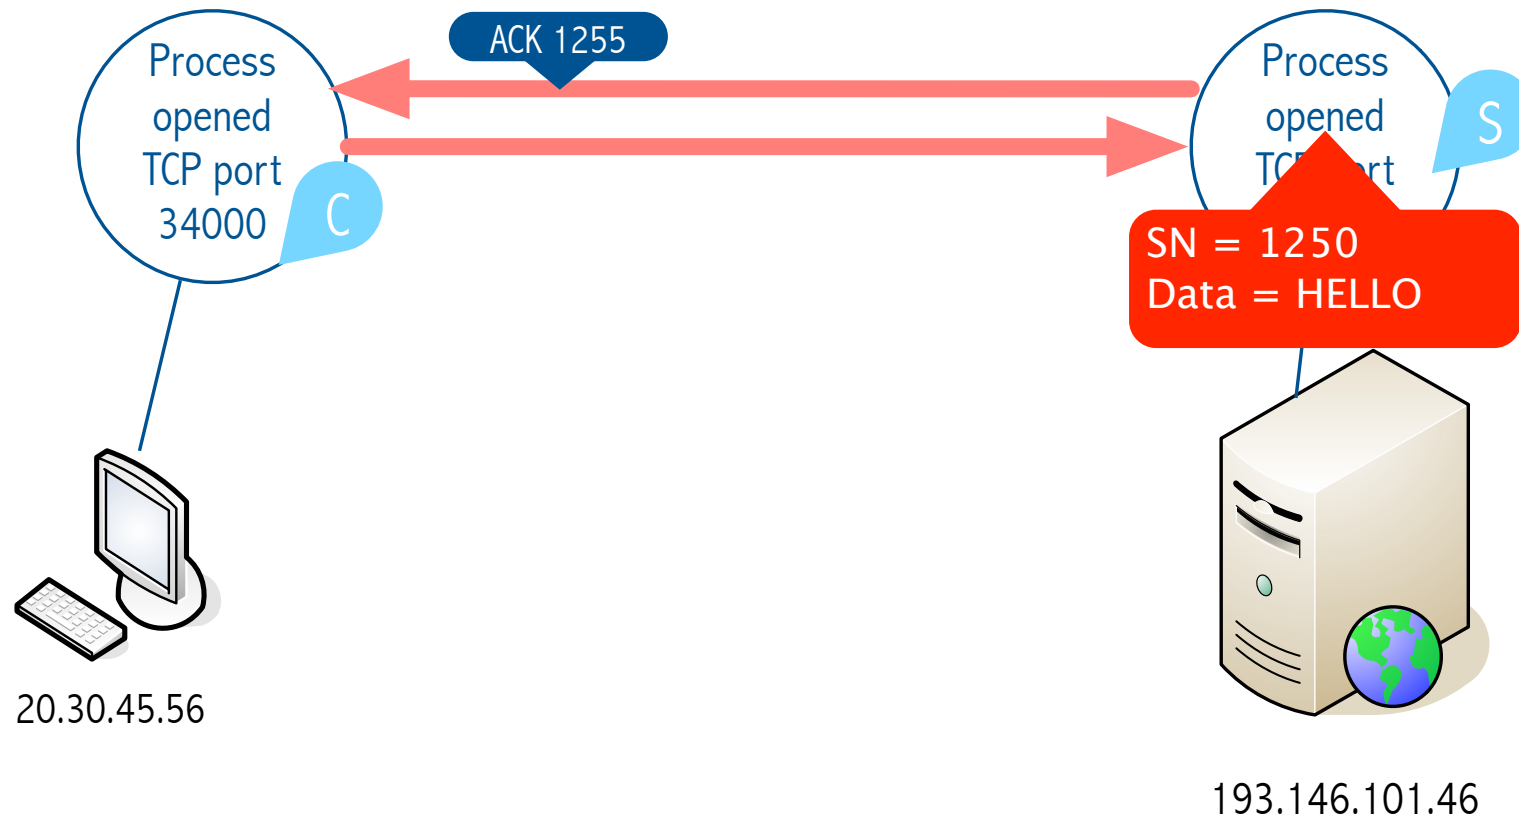 Process
opened
TCP port
34000
C
ACK 1255
Process
opened
S
SN = 1250
Data = HELLO
20.30.45.56
193.146.101.46